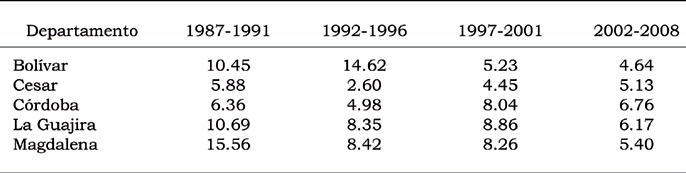 Departamento 1987-1991 1992-1996 1997-2001 2002-2008
Bolívar 10.45 14.62 5.23 4.64
Cesar 5.88 2.60 4.45 5.13
Córdoba 6.36 4.98 8.04 6.76
La Guajira 10.69 8.35 8.86 6.17
Magdalena 15.56 8.42 8.26 5.40